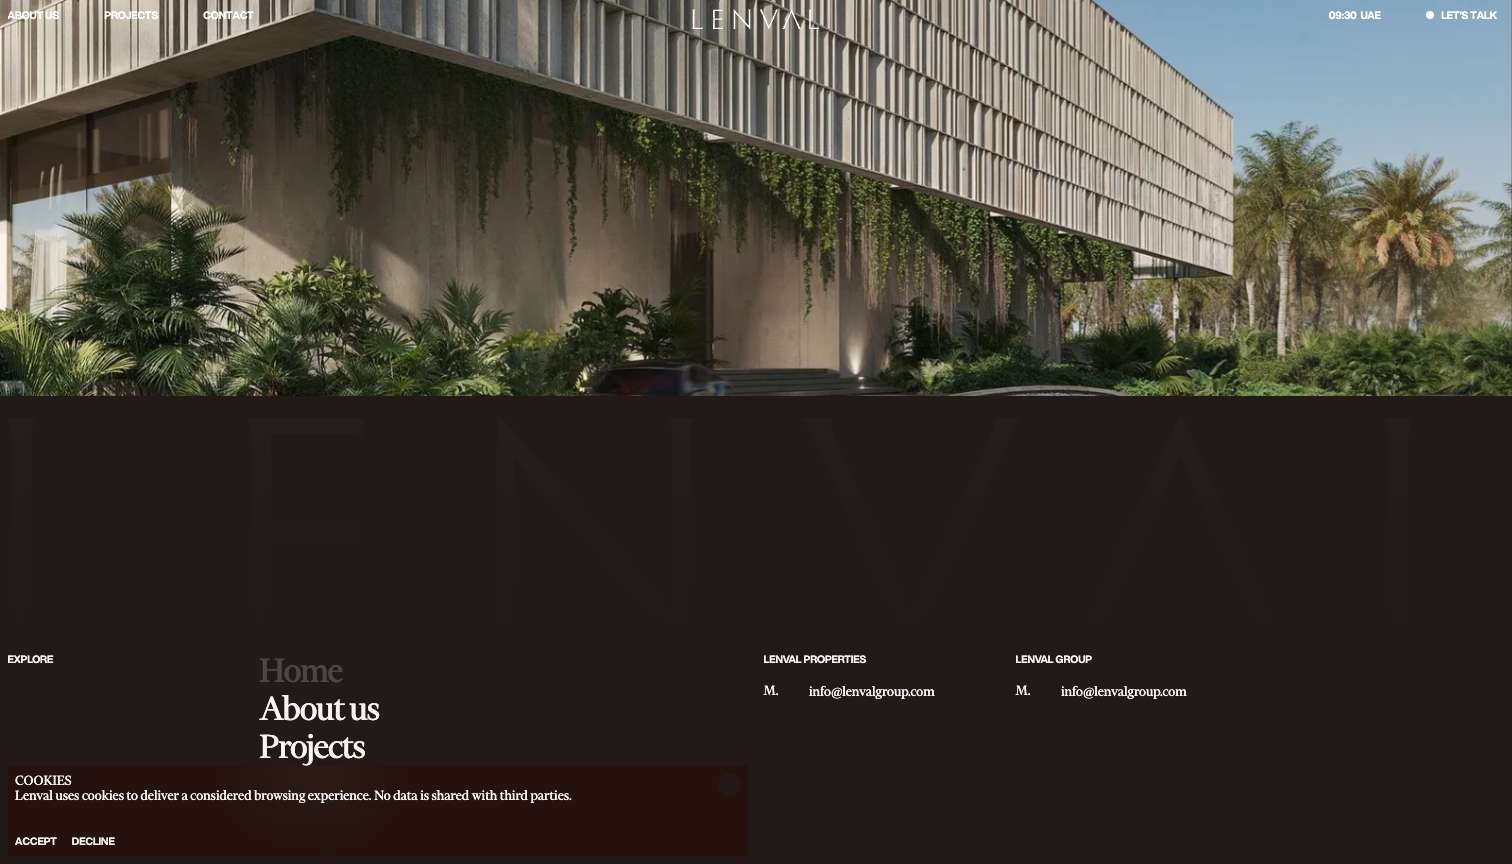 ABOUT US
PROJECTS
CONTACT
LENVAL
09:30 UAE
LET'S TALK
LENVAL
EXPLORE
Home
About us
Projects
LENVAL PROPERTIES
M. info@lenvalgroup.com
LENVAL GROUP
M. info@lenvalgroup.com
COOKIES
Lenval uses cookies to deliver a considered browsing experience. No data is shared with third parties.
ACCEPT
DECLINE